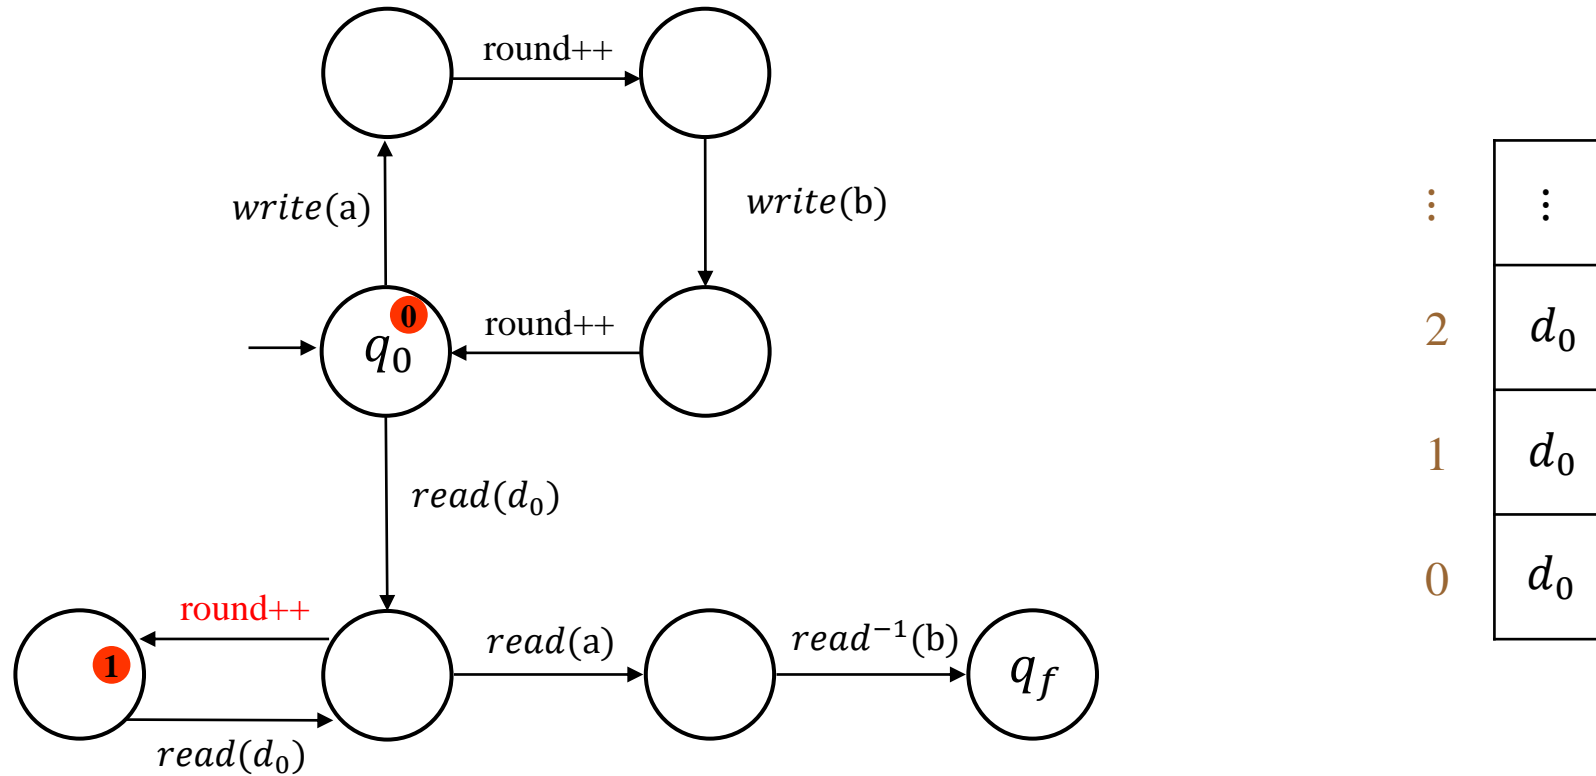 round++
write(a)
write(b)
⋮ ⋮
0
q₀
round++
2 d₀
1 d₀
read(d₀)
0 d₀
round++
read(a)
read⁻¹(b)
1
q_f
read(d₀)